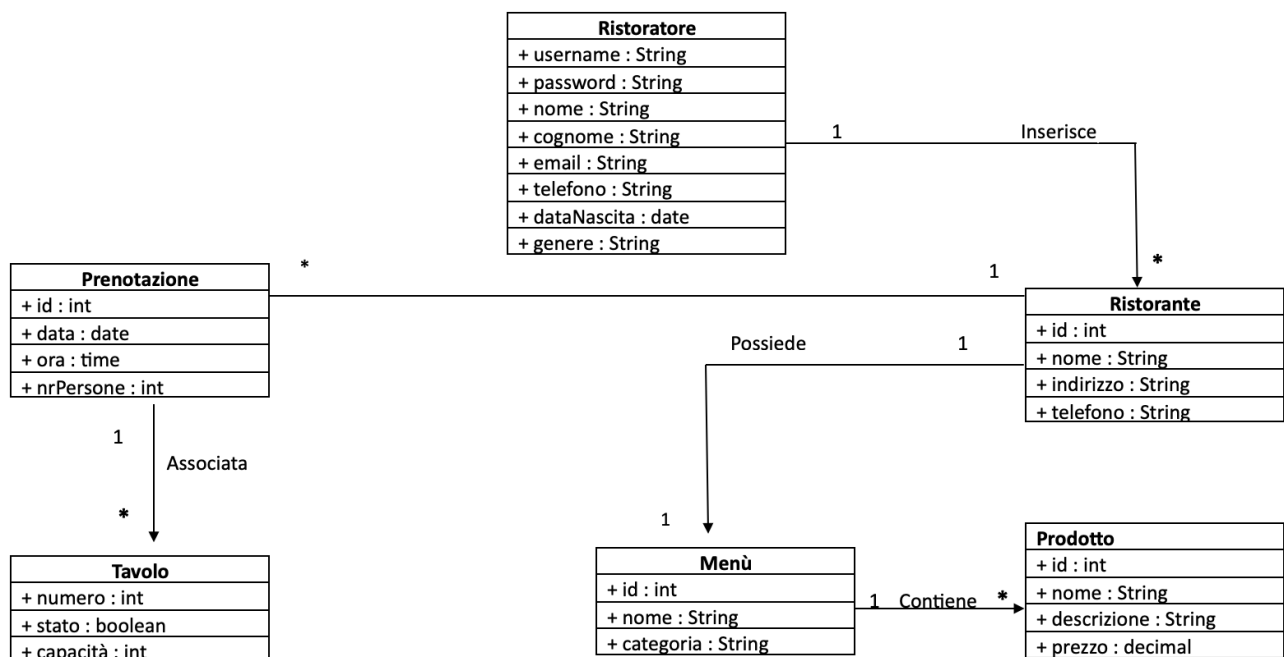 Ristoratore
+ username : String
+ password : String
+ nome : String
+ cognome : String
+ email : String
+ telefono : String
+ dataNascita : date
+ genere : String
1 Inserisce
*
Prenotazione
+ id : int
+ data : date
+ ora : time
+ nrPersone : int
*
1
Ristorante
+ id : int
+ nome : String
+ indirizzo : String
+ telefono : String
Possiede 1
1
1
Associata
*
Tavolo
+ numero : int
+ stato : boolean
+ capacità : int
Menù
+ id : int
+ nome : String
+ categoria : String
1 Contiene *
Prodotto
+ id : int
+ nome : String
+ descrizione : String
+ prezzo : decimal